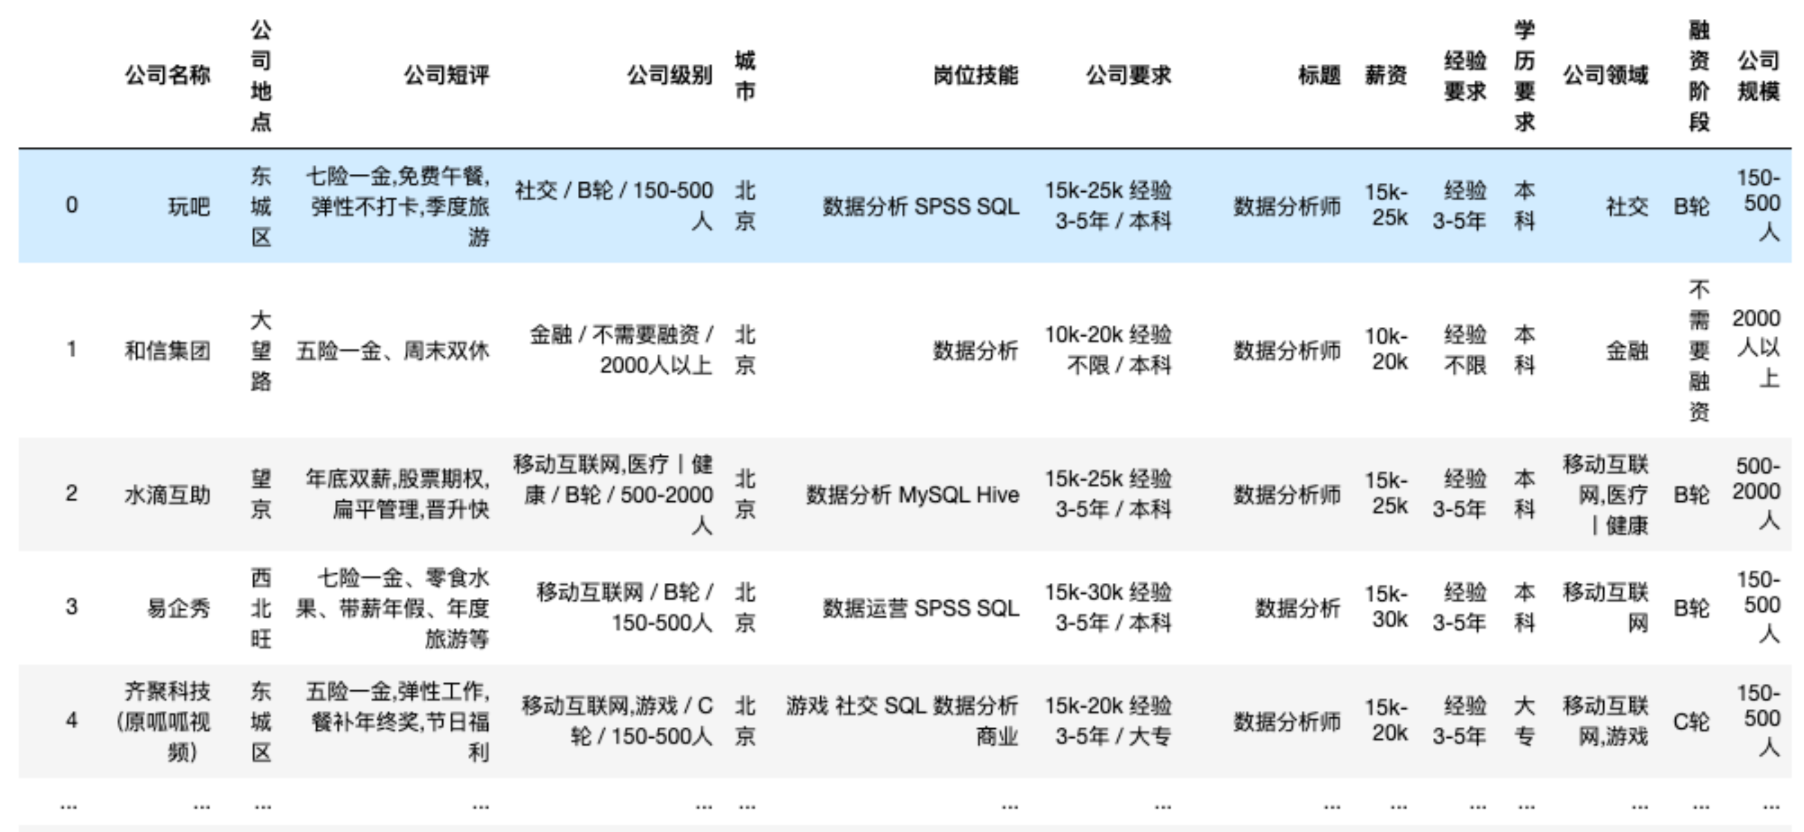 公司名称 公司地点 公司短评 公司级别 城市 岗位技能 公司要求 标题 薪资 经验要求 学历要求 公司领域 融资阶段 公司规模
0 玩吧 东城区 七险一金,免费午餐,弹性不打卡,季度旅游 社交 / B轮 / 150-500人 北京 数据分析 SPSS SQL 15k-25k 经验3-5年 / 本科 数据分析师 15k-25k 经验3-5年 本科 社交 B轮 150-500人
1 和信集团 大望路 五险一金、周末双休 金融 / 不需要融资 / 2000人以上 北京 数据分析 10k-20k 经验不限 / 本科 数据分析师 10k-20k 经验不限 本科 金融 不需要融资 2000人以上
2 水滴互助 望京 年底双薪,股票期权,扁平管理,晋升快 移动互联网,医疗丨健康 / B轮 / 500-2000人 北京 数据分析 MySQL Hive 15k-25k 经验3-5年 / 本科 数据分析师 15k-25k 经验3-5年 本科 移动互联网,医疗丨健康 B轮 500-2000人
3 易企秀 西北旺 七险一金、零食水果、带薪年假、年度旅游等 移动互联网 / B轮 / 150-500人 北京 数据运营 SPSS SQL 15k-30k 经验3-5年 / 本科 数据分析 15k-30k 经验3-5年 本科 移动互联网 B轮 150-500人
4 齐聚科技(原呱呱视频) 东城区 五险一金,弹性工作,餐补年终奖,节日福利 移动互联网,游戏 / C轮 / 150-500人 北京 游戏 社交 SQL 数据分析 商业 15k-20k 经验3-5年 / 大专 数据分析师 15k-20k 经验3-5年 大专 移动互联网,游戏 C轮 150-500人
... ... ... ... ... ... ... ... ... ... ... ... ... ... ...